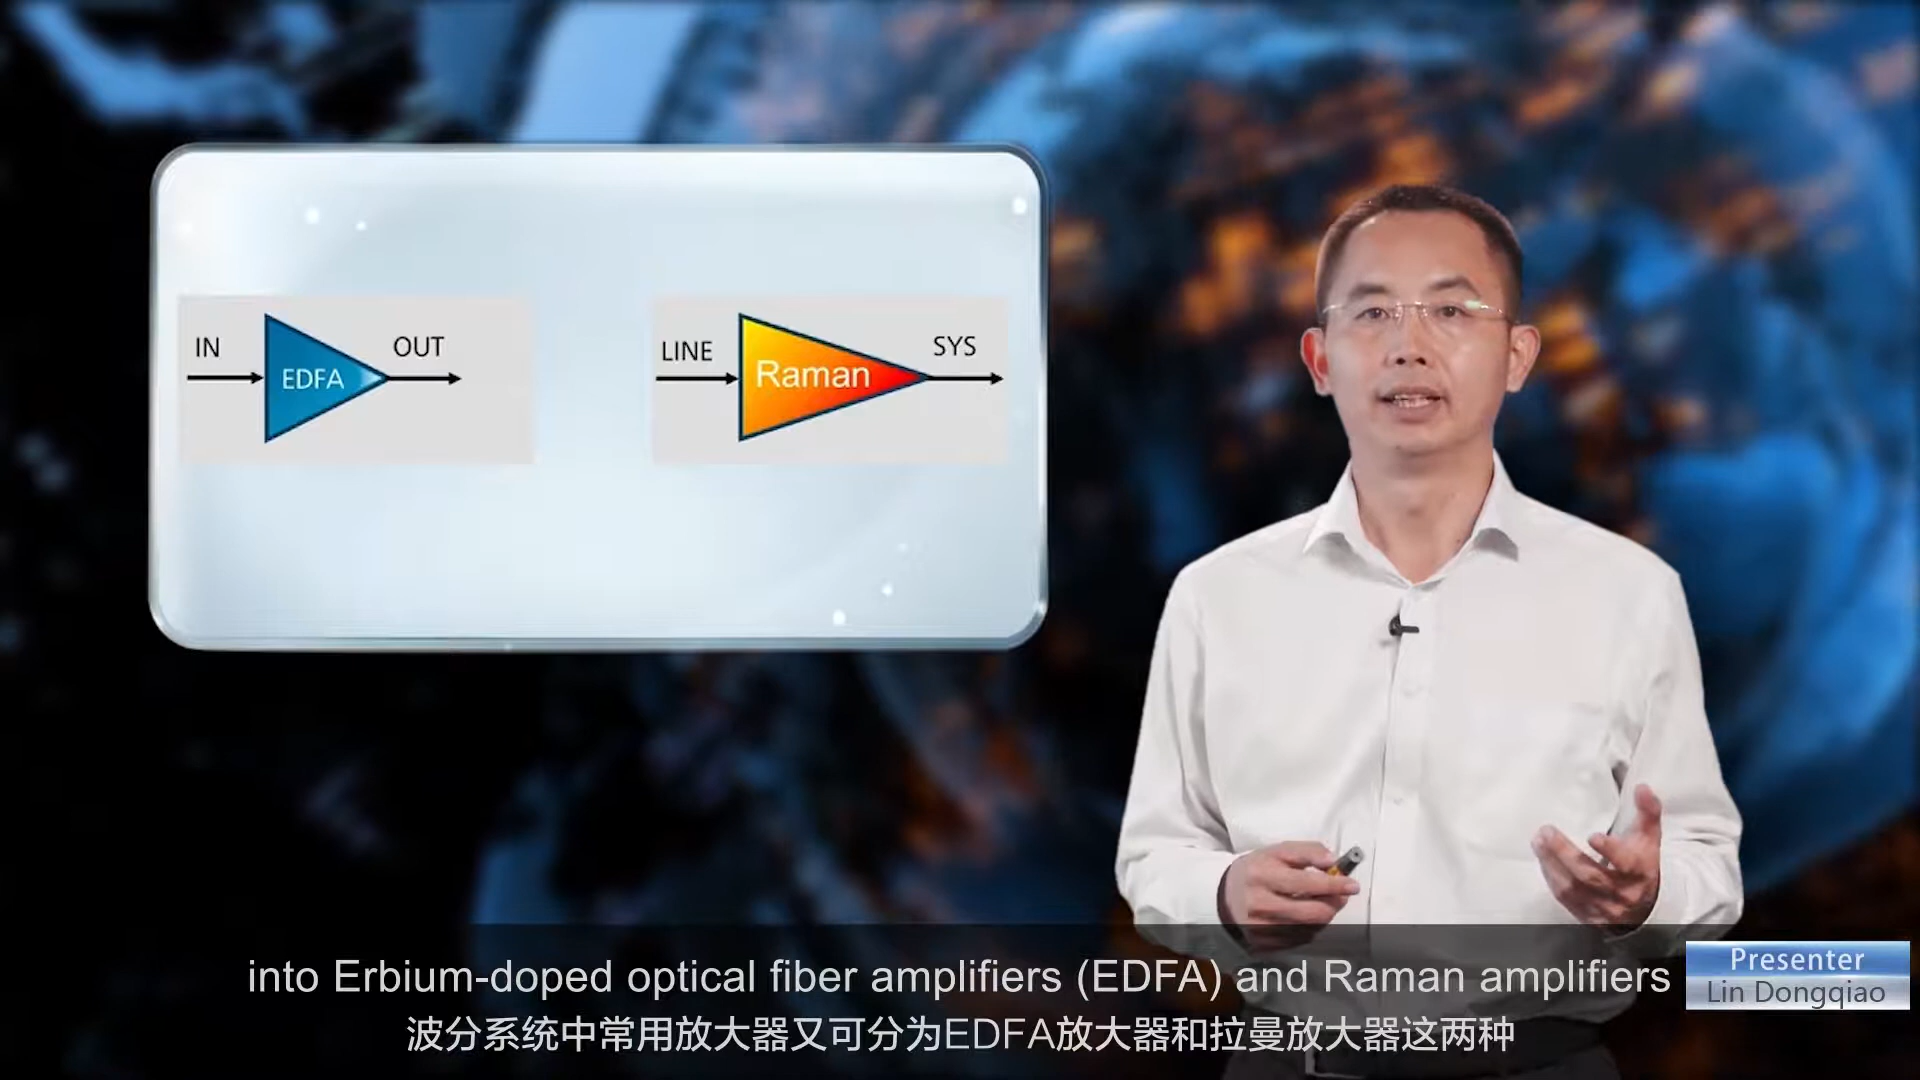 IN
EDFA
OUT
LINE
Raman
SYS
into Erbium-doped optical fiber amplifiers (EDFA) and Raman amplifiers
波分系统中常用放大器又可分为EDFA放大器和拉曼放大器这两种
Presenter
Lin Dongqiao